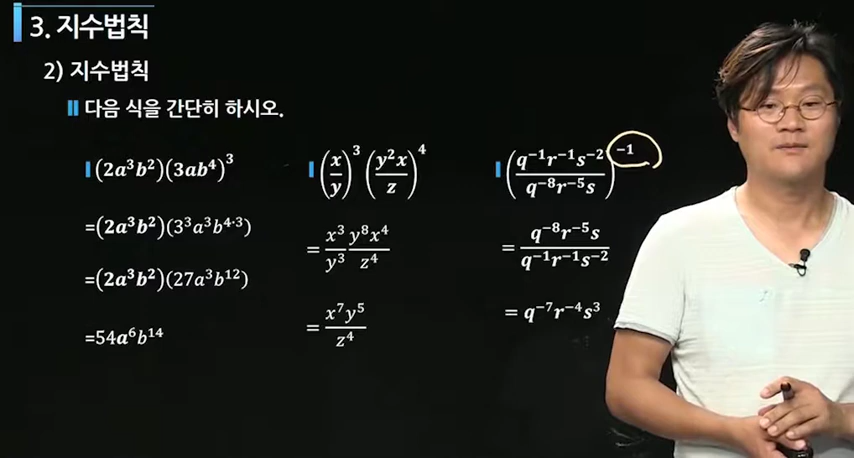 3. 지수법칙
2) 지수법칙
다음 식을 간단히 하시오.
(2a³b²)(3ab⁴)³
=(2a³b²)(3³a³b⁴·³)
=(2a³b²)(27a³b¹²)
=54a⁶b¹⁴
(x/y)³ (y²x/z)⁴
= x³/y³ y⁸x⁴/z⁴
= x⁷y⁵/z⁴
(q⁻¹r⁻¹s⁻²/q⁻⁸r⁻⁵s)⁻¹
= q⁻⁸r⁻⁵s/q⁻¹r⁻¹s⁻²
= q⁻⁷r⁻⁴s³